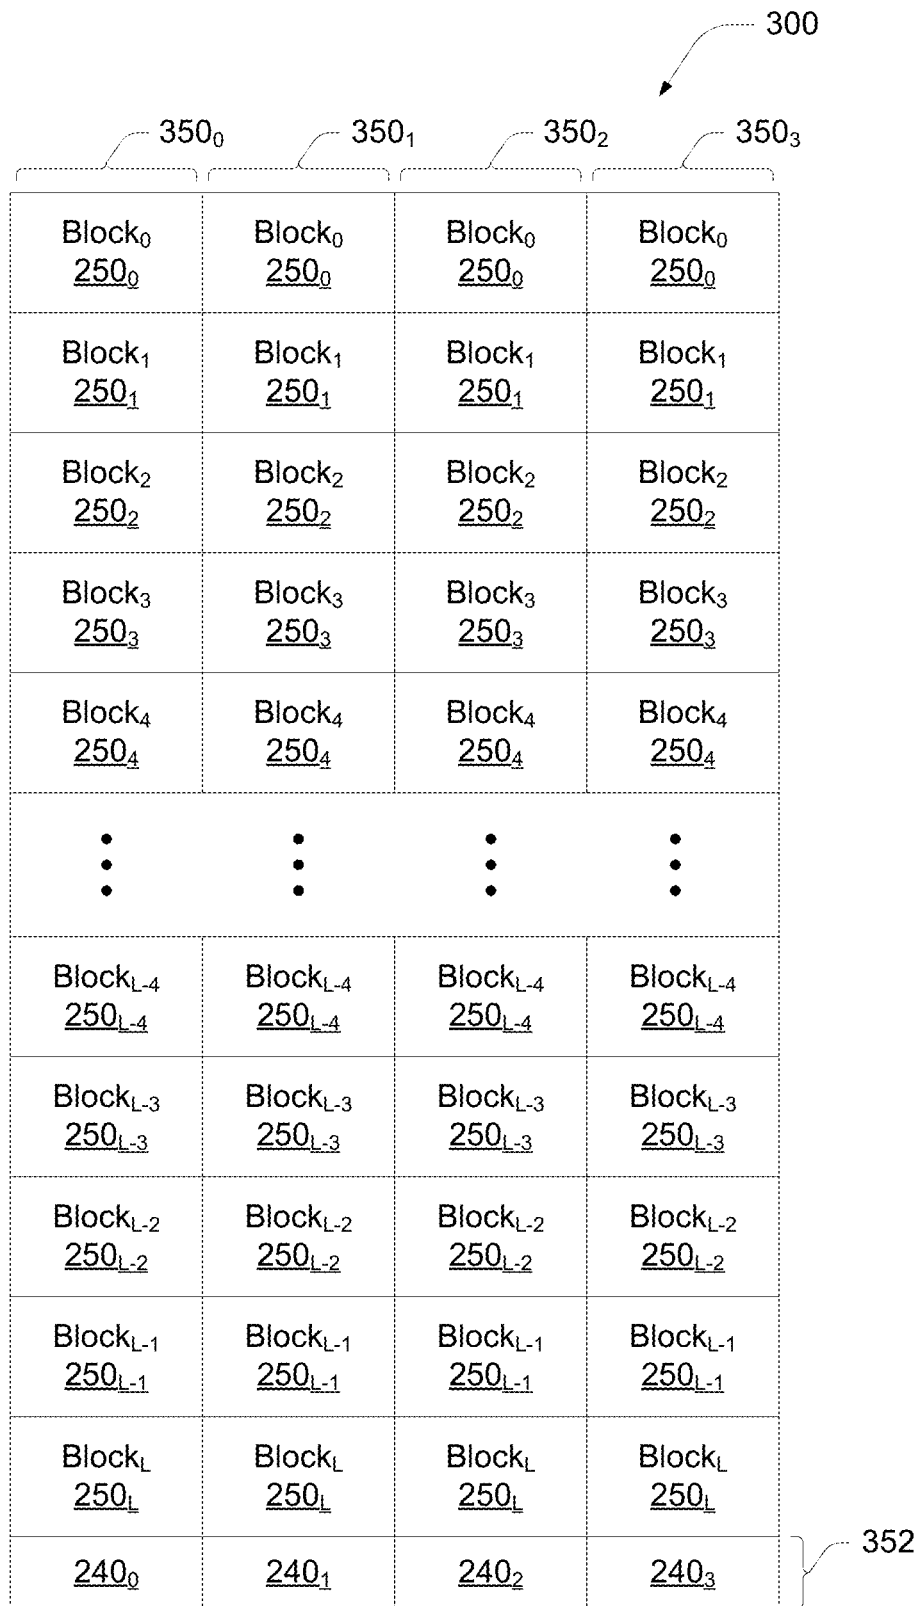 300
350₀ 350₁ 350₂ 350₃
Block₀ Block₀ Block₀ Block₀
250₀ 250₀ 250₀ 250₀
Block₁ Block₁ Block₁ Block₁
250₁ 250₁ 250₁ 250₁
Block₂ Block₂ Block₂ Block₂
250₂ 250₂ 250₂ 250₂
Block₃ Block₃ Block₃ Block₃
250₃ 250₃ 250₃ 250₃
Block₄ Block₄ Block₄ Block₄
250₄ 250₄ 250₄ 250₄
Block_L-4 Block_L-4 Block_L-4 Block_L-4
250_L-4 250_L-4 250_L-4 250_L-4
Block_L-3 Block_L-3 Block_L-3 Block_L-3
250_L-3 250_L-3 250_L-3 250_L-3
Block_L-2 Block_L-2 Block_L-2 Block_L-2
250_L-2 250_L-2 250_L-2 250_L-2
Block_L-1 Block_L-1 Block_L-1 Block_L-1
250_L-1 250_L-1 250_L-1 250_L-1
Block_L Block_L Block_L Block_L
250_L 250_L 250_L 250_L
240₀ 240₁ 240₂ 240₃ 352